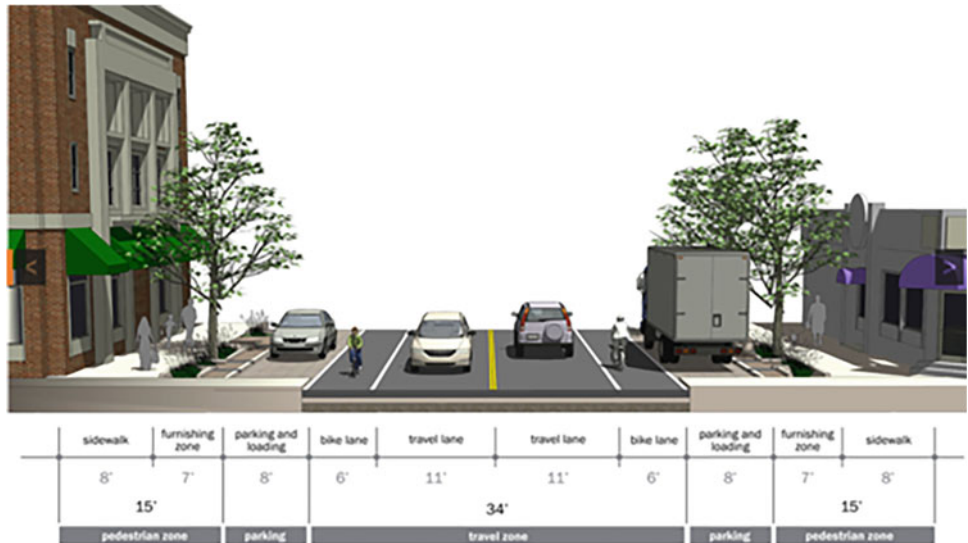 <
>
sidewalk
furnishing
zone
parking and
loading
bike lane
travel lane
travel lane
bike lane
parking and
loading
furnishing
zone
sidewalk
8'
7'
8'
6'
11'
11'
6'
8'
7'
8'
15'
34'
15'
pedestrian zone
parking
travel zone
parking
pedestrian zone